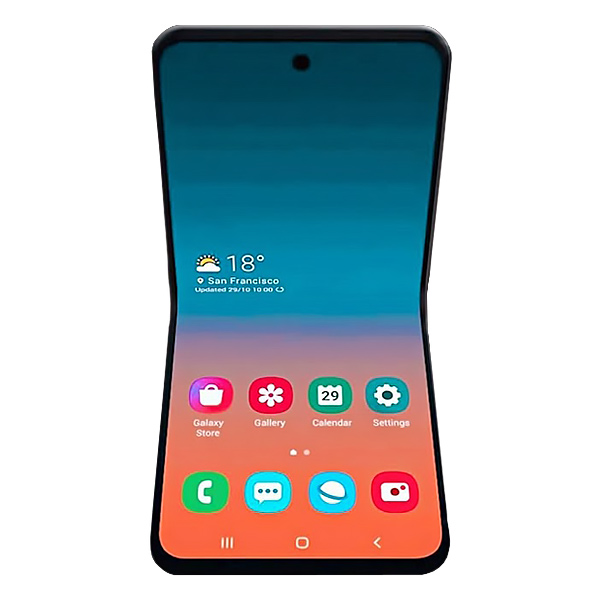 18°
San Francisco
Updated 29/10 10:00
29
Galaxy
Store
Gallery
Calendar
Settings